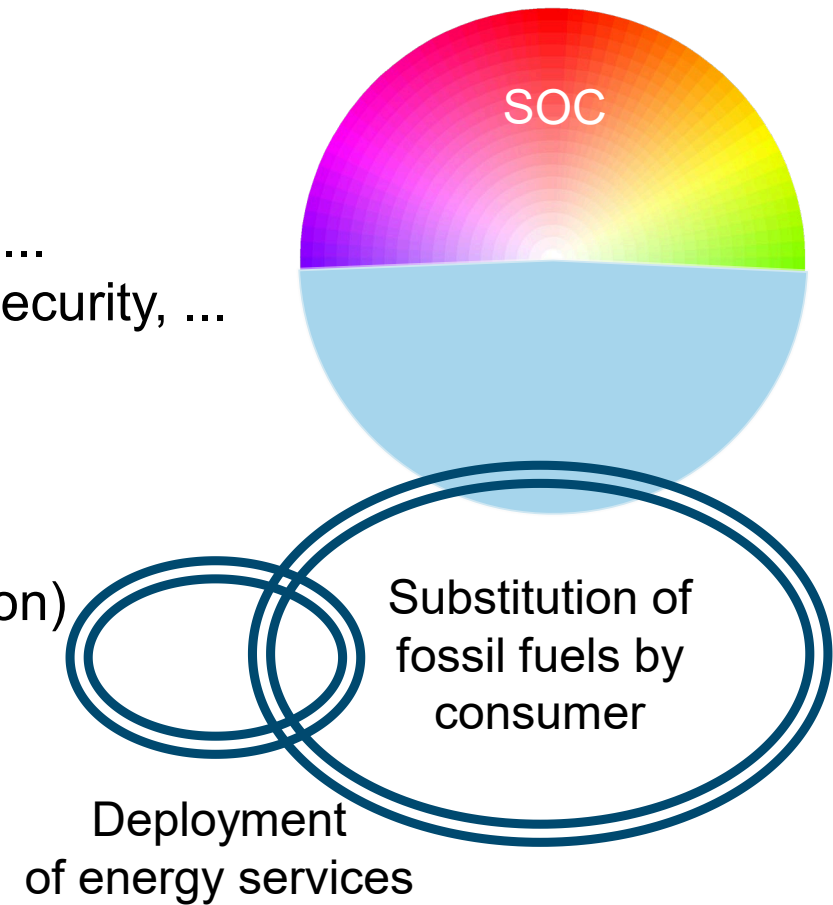 SOC
...
ecurity, ...
on)
Substitution of
fossil fuels by
consumer
Deployment
of energy services